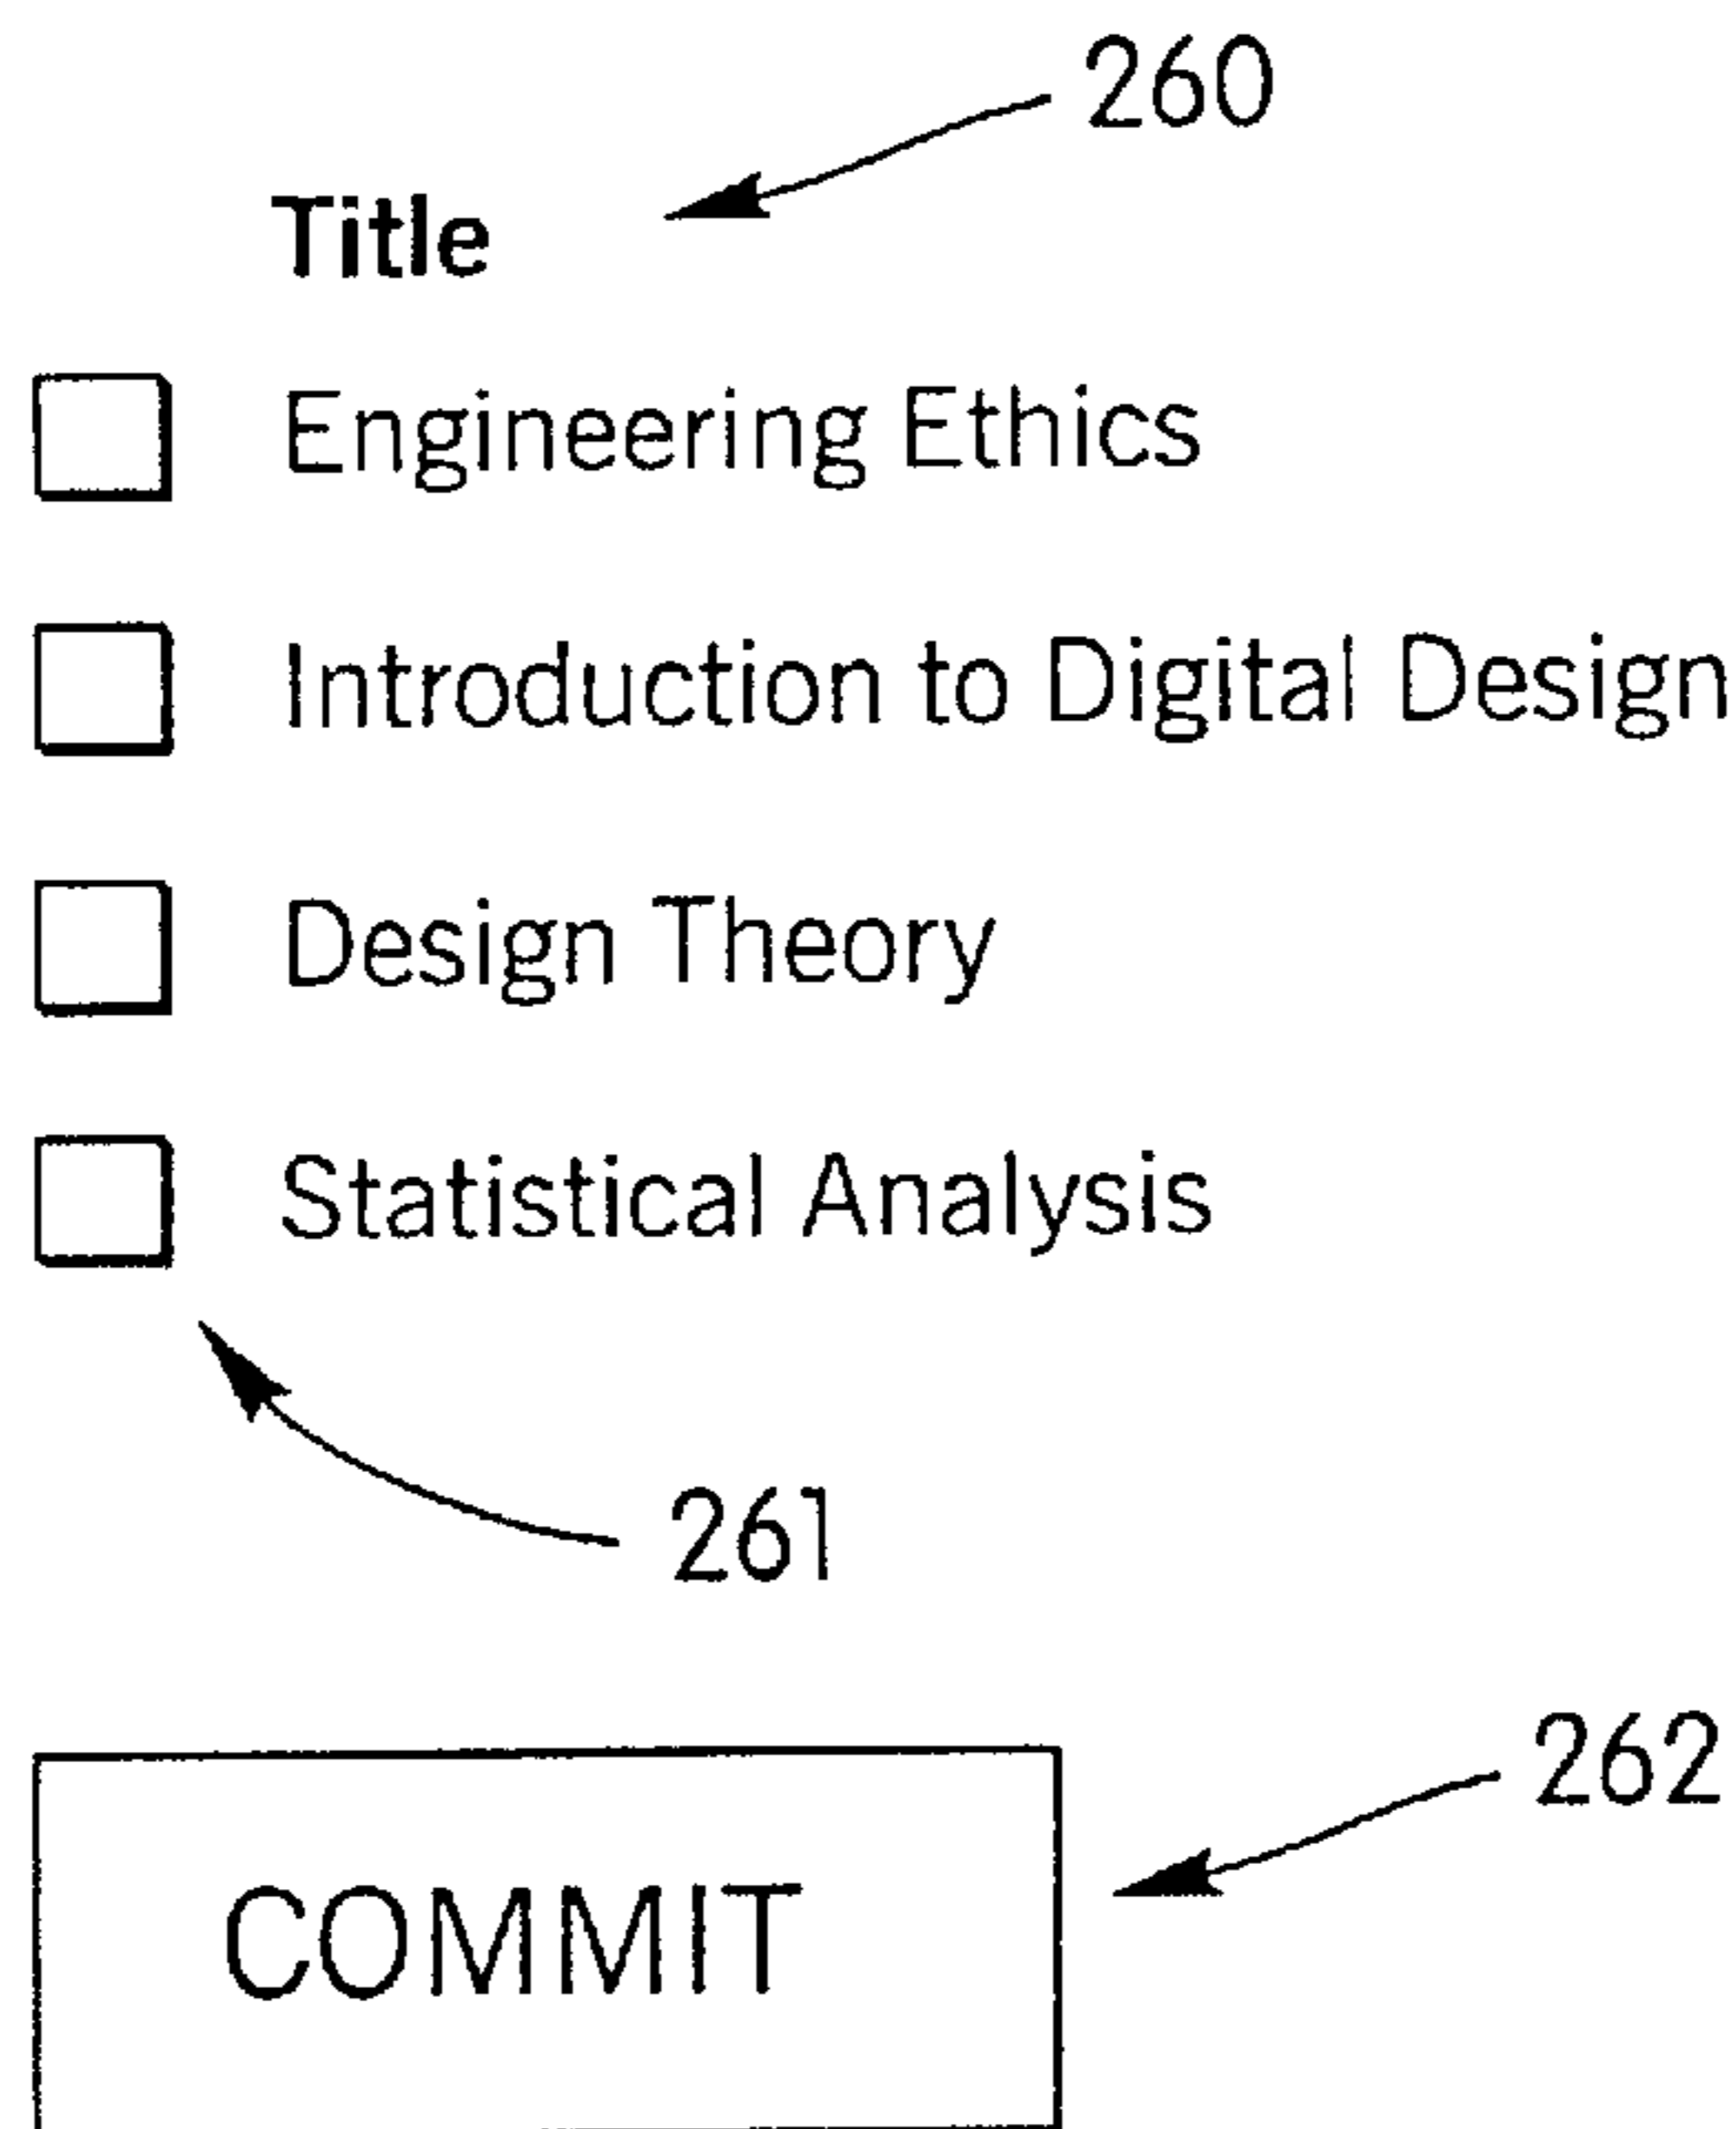 260
Title
Engineering Ethics
Introduction to Digital Design
Design Theory
Statistical Analysis
261
262
COMMIT